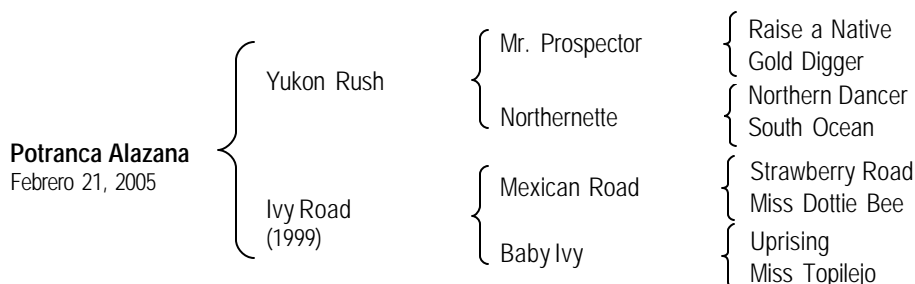 Potranca Alazana
Febrero 21, 2005
Yukon Rush
Ivy Road
(1999)
Mr. Prospector
Northernette
Mexican Road
Baby Ivy
Raise a Native
Gold Digger
Northern Dancer
South Ocean
Strawberry Road
Miss Dottie Bee
Uprising
Miss Topilejo